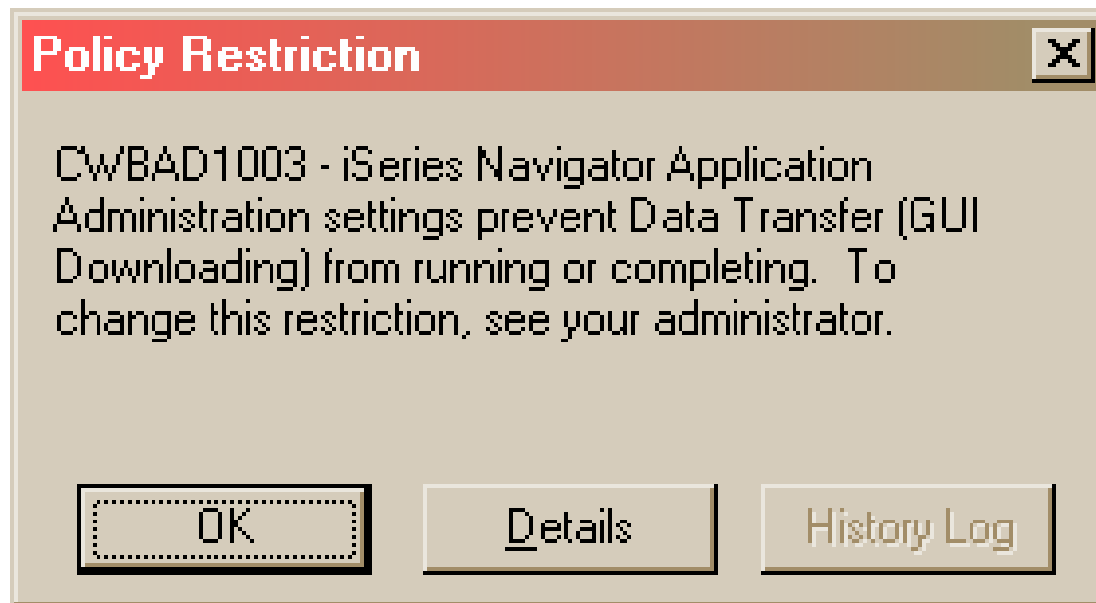 Policy Restriction
CWBAD1003 - iSeries Navigator Application
Administration settings prevent Data Transfer (GUI
Downloading) from running or completing.  To
change this restriction, see your administrator.
OK
Details
History Log